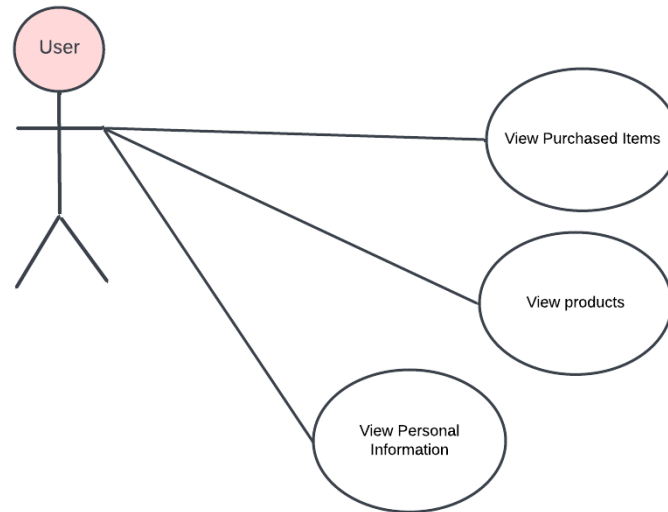 User
View Purchased Items
View products
View Personal
Information